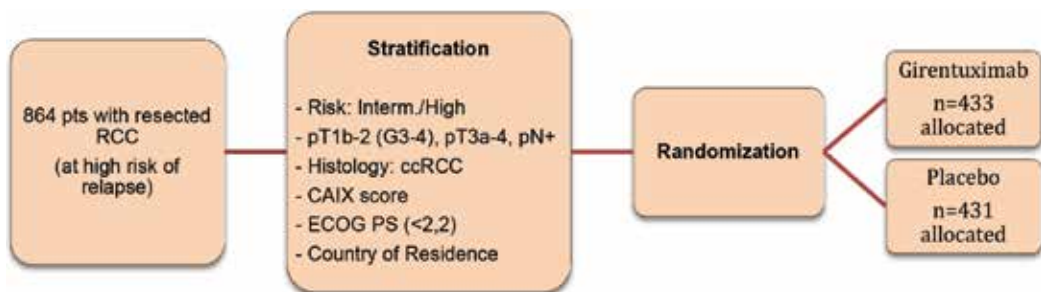 864 pts with resected
RCC
(at high risk of
relapse)
Stratification
- Risk: Interm./High
- pT1b-2 (G3-4), pT3a-4, pN+
- Histology: ccRCC
- CAIX score
- ECOG PS (<2,2)
- Country of Residence
Randomization
Girentuximab
n=433
allocated
Placebo
n=431
allocated